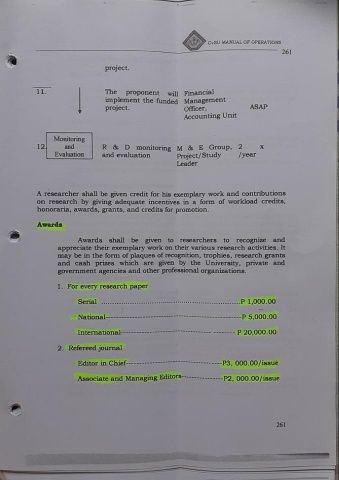 CvSU MANUAL OF OPERATIONS
261
project.
11. The proponent will implement the funded project. Financial Management Officer, Accounting Unit ASAP
12. Monitoring and Evaluation R & D monitoring and evaluation M & E Group, Project/Study Leader 2 x /year
A researcher shall be given credit for his exemplary work and contributions
on research by giving adequate incentives in a form of workload credits,
honoraria, awards, grants, and credits for promotion.
Awards
Awards shall be given to researchers to recognize and
appreciate their exemplary work on their various research activities. It
may be in the form of plaques of recognition, trophies, research grants
and cash prizes which are given by the University, private and
government agencies and other professional organizations.
1. For every research paper
Serial ........................................P 1,000.00
National----------------------------------------P 5,000.00
International----------------------------------- P 20,000.00
2. Refereed journal
Editor in Chief-----------------------------P3, 000.00/issue
Associate and Managing Editors------------P2, 000.00/issue
261